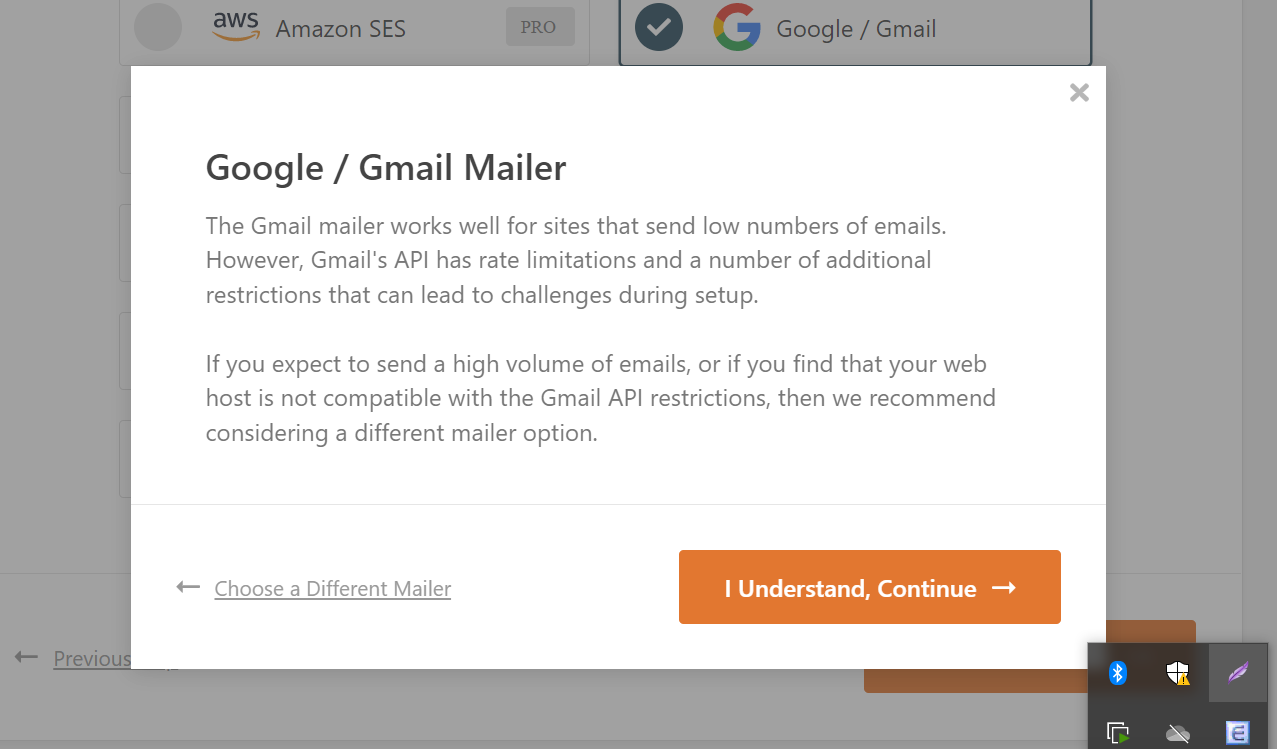 aws
Amazon SES
PRO
Google / Gmail
Google / Gmail Mailer
The Gmail mailer works well for sites that send low numbers of emails.
However, Gmail's API has rate limitations and a number of additional
restrictions that can lead to challenges during setup.
If you expect to send a high volume of emails, or if you find that your web
host is not compatible with the Gmail API restrictions, then we recommend
considering a different mailer option.
Choose a Different Mailer
I Understand, Continue
Previous